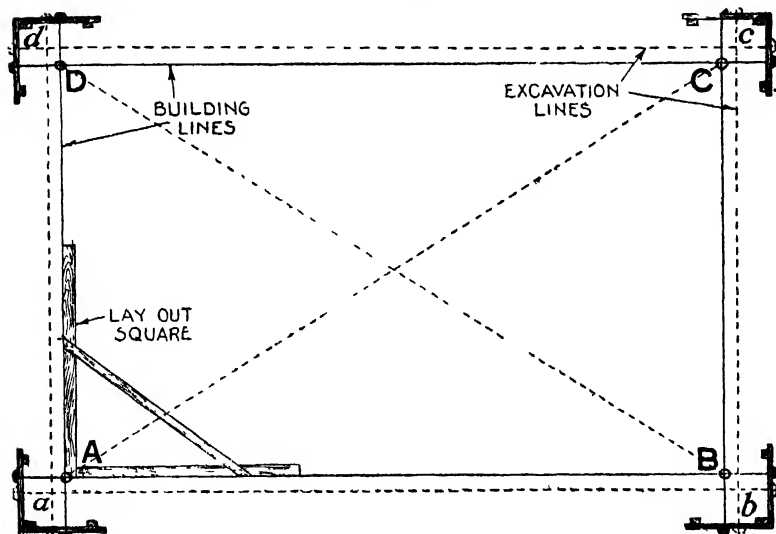 d
c
D
C
BUILDING
LINES
EXCAVATION
LINES
LAY OUT
SQUARE
A
B
a
b